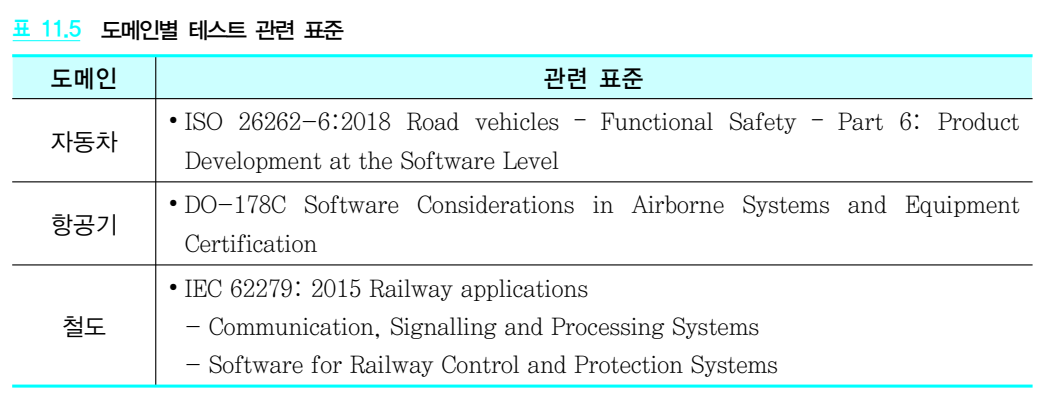 표 11.5 도메인별 테스트 관련 표준
도메인 관련 표준
자동차
• ISO 26262-6:2018 Road vehicles - Functional Safety - Part 6: Product
Development at the Software Level
항공기
• DO-178C Software Considerations in Airborne Systems and Equipment
Certification
철도
• IEC 62279: 2015 Railway applications
- Communication, Signalling and Processing Systems
- Software for Railway Control and Protection Systems